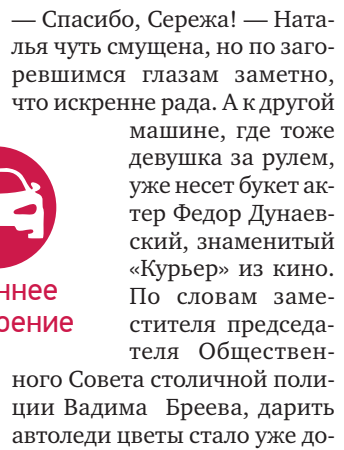 — Спасибо, Сережа! — Ната-
лья чуть смущена, но по заго-
ревшимся глазам заметно,
что искренне рада. А к другой
машине, где тоже
девушка за рулем,
уже несет букет ак-
тер Федор Дунаев-
ский, знаменитый
«Курьер» из кино.
По словам заме-
стителя председа-
теля Обществен-
ного Совета столичной поли-
ции Вадима Бреева, дарить
автоледи цветы стало уже до-
ннее
оение